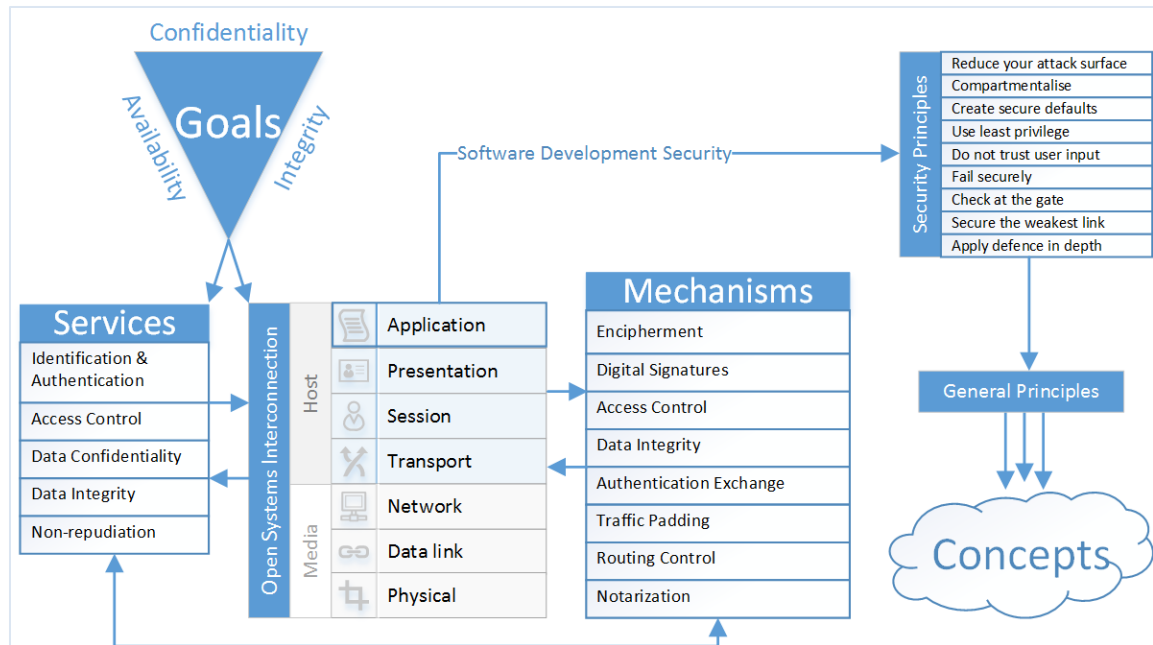 Confidentiality
Goals
Availability
Integrity
Software Development Security
Security Principles
Reduce your attack surface
Compartmentalise
Create secure defaults
Use least privilege
Do not trust user input
Fail securely
Check at the gate
Secure the weakest link
Apply defence in depth
Services
Identification &
Authentication
Access Control
Data Confidentiality
Data Integrity
Non-repudiation
Open Systems Interconnection
Host
Media
Application
Presentation
Session
Transport
Network
Data link
Physical
Mechanisms
Encipherment
Digital Signatures
Access Control
Data Integrity
Authentication Exchange
Traffic Padding
Routing Control
Notarization
General Principles
Concepts